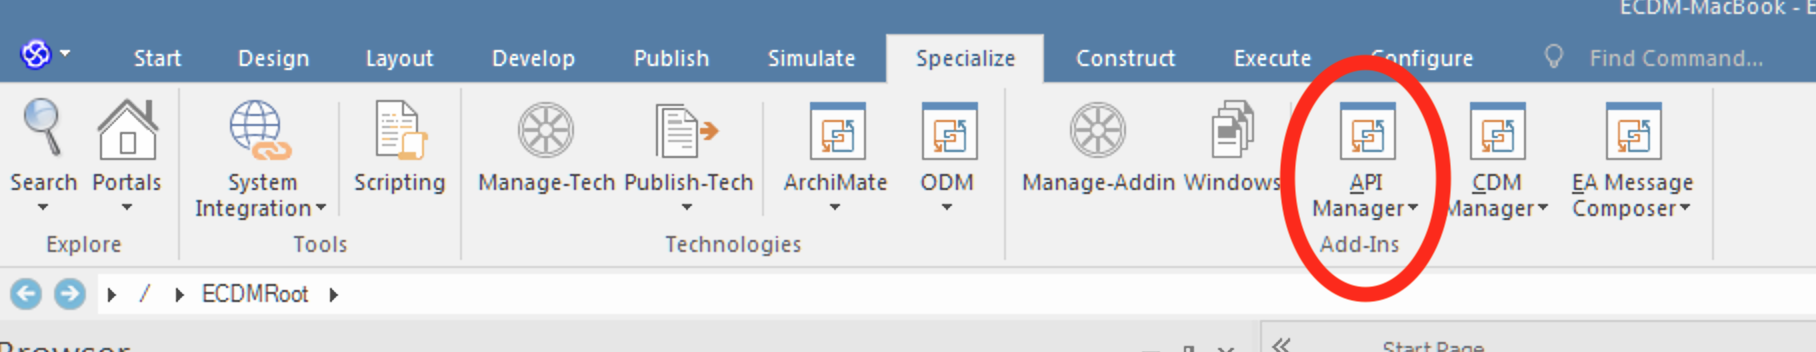 ECDM-MacBook - E
Start Design Layout Develop Publish Simulate Specialize Construct Execute Configure Find Command...
Search Portals System Integration Scripting Manage-Tech Publish-Tech ArchiMate ODM Manage-Addin Windows API Manager CDM Manager EA Message Composer
Explore Tools Technologies Add-Ins
/ ECDMRoot
Browser
Start Page